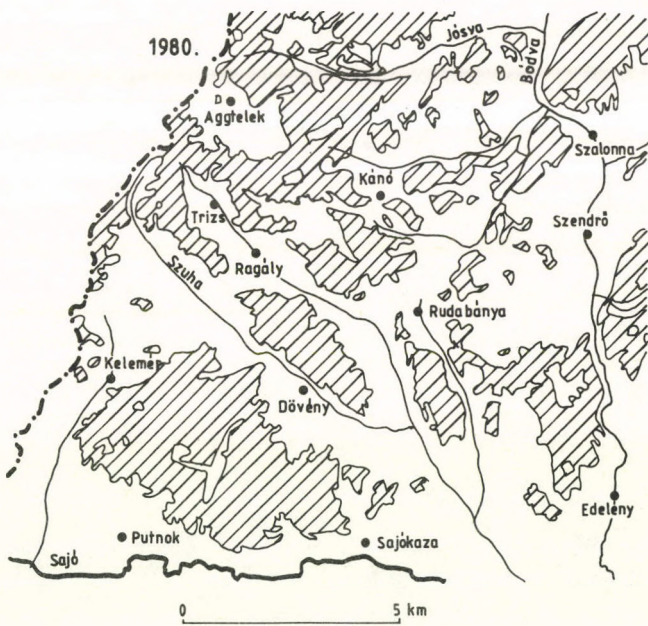 1980.
Jósva
Bódva
D
Aggtelek
Szalonna
Kánó
Trizs
Szendrő
Ragály
Szuha
Rudabánya
Kelemér
Dövény
Edelény
Putnok
Sajókaza
Sajó
0 5 km